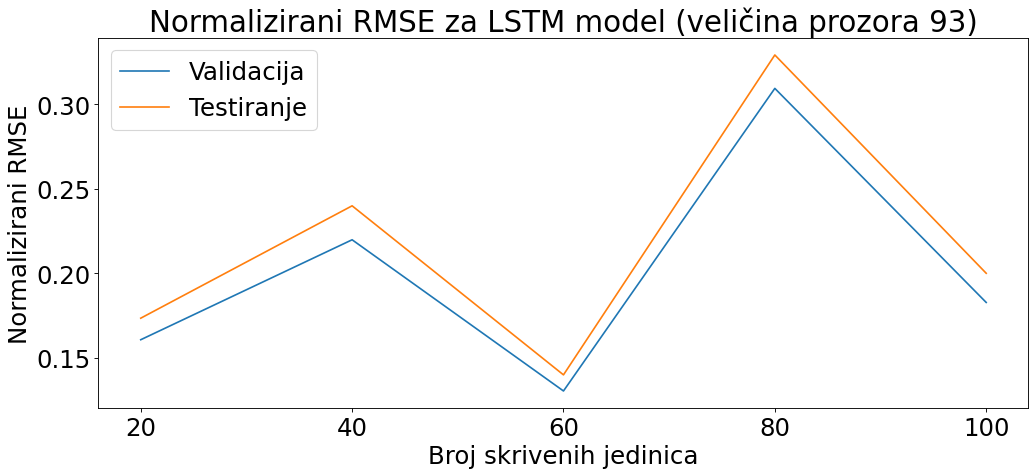 Normalizirani RMSE za LSTM model (veličina prozora 93)
Validacija
Testiranje
Normalizirani RMSE
0.30
0.25
0.20
0.15
20 40 60 80 100
Broj skrivenih jedinica